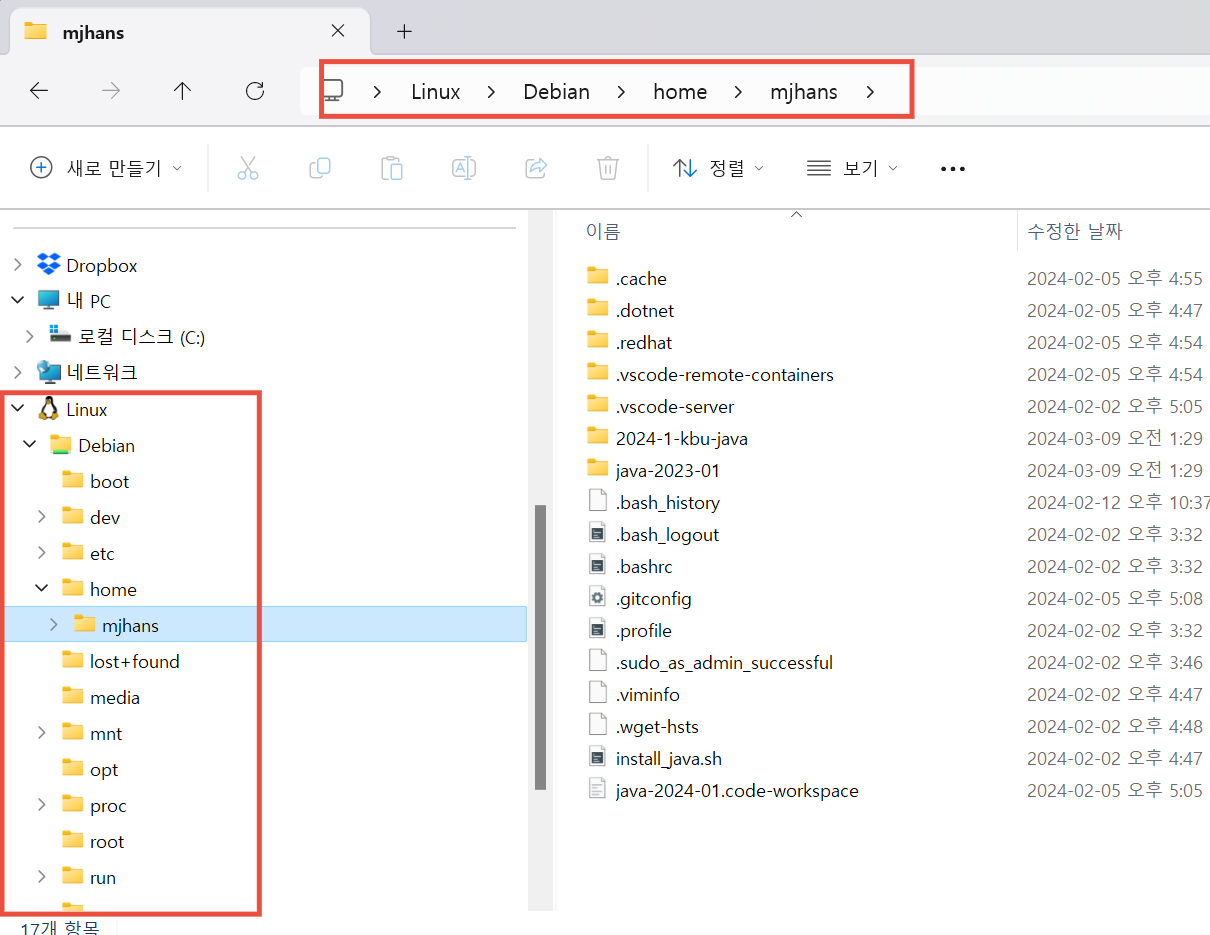 mjhans
Linux Debian home mjhans
새로 만들기 정렬 보기
이름 수정한 날짜
Dropbox
내 PC
로컬 디스크 (C:)
네트워크
Linux
Debian
boot
dev
etc
home
mjhans
lost+found
media
mnt
opt
proc
root
run
.cache 2024-02-05 오후 4:55
.dotnet 2024-02-05 오후 4:47
.redhat 2024-02-05 오후 4:54
.vscode-remote-containers 2024-02-05 오후 4:54
.vscode-server 2024-02-02 오후 5:05
2024-1-kbu-java 2024-03-09 오전 1:29
java-2023-01 2024-03-09 오전 1:29
.bash_history 2024-02-12 오후 10:37
.bash_logout 2024-02-02 오후 3:32
.bashrc 2024-02-02 오후 3:32
.gitconfig 2024-02-05 오후 5:08
.profile 2024-02-02 오후 3:32
.sudo_as_admin_successful 2024-02-02 오후 3:46
.viminfo 2024-02-02 오후 4:47
.wget-hsts 2024-02-02 오후 4:48
install_java.sh 2024-02-02 오후 4:47
java-2024-01.code-workspace 2024-02-05 오후 5:05
17개 항목